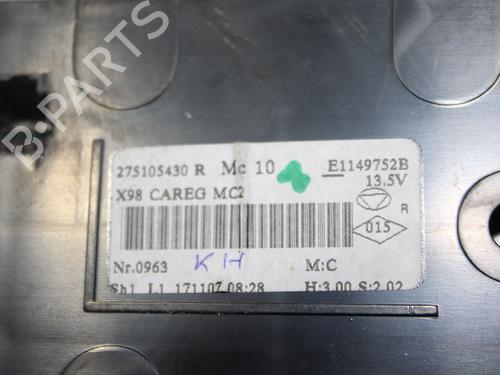 B-PARTS
275105430 R Mc 10 E1149752B
X98 CAREG MC2 13.5V
R
015
Nr.0963 KH M:C
Sh1 L1 171107 08:28 H:3.00 S:2.02